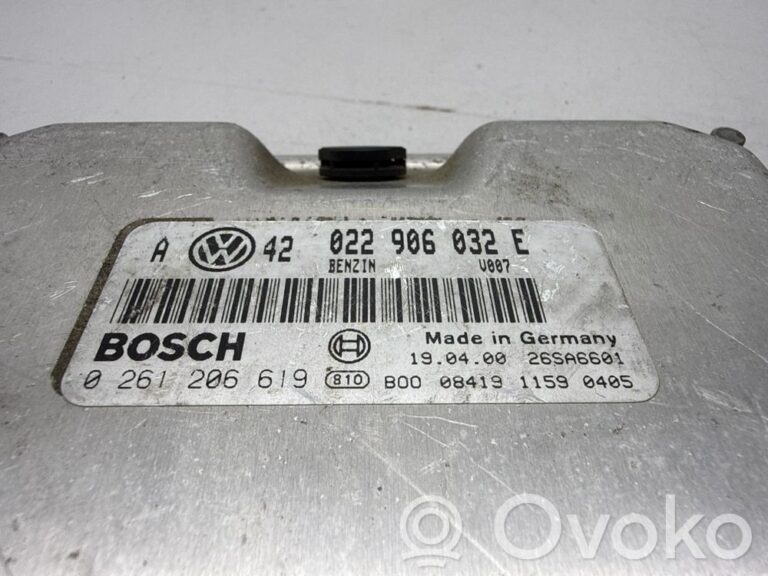 A VW 42 022 906 032 E
BENZIN V007
BOSCH Made in Germany
19.04.00 26SA6601
0 261 206 619 810 B00 08419 1159 0405
Ovoko